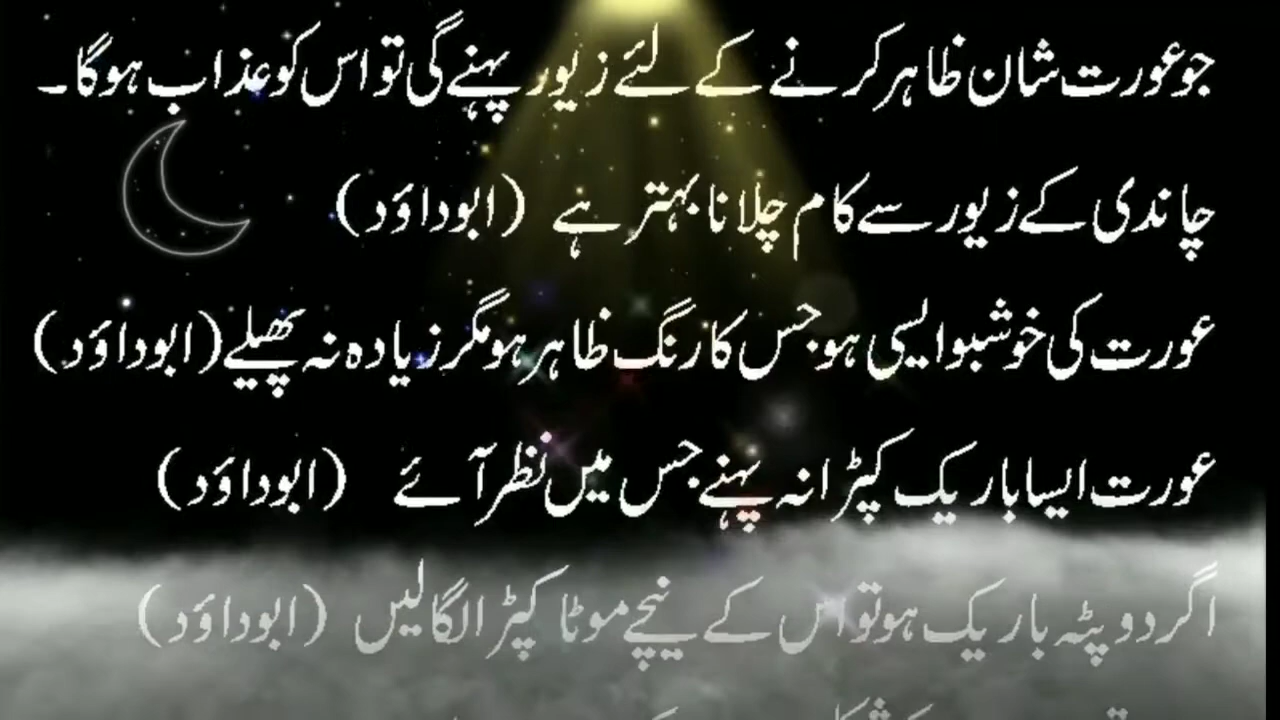 جو عورت شان ظاہر کرنے کے لئے زیور پہنے گی تو اس کو عذاب ہوگا۔
چاندی کے زیور سے کام چلانا بہتر ہے (ابوداؤد)
عورت کی خوشبو ایسی ہو جس کا رنگ ظاہر ہو مگر زیادہ نہ پھیلے (ابوداؤد)
عورت ایسا باریک کپڑا نہ پہنے جس میں نظر آئے (ابوداؤد)
اگر دوپٹہ باریک ہو تو اس کے نیچے موٹا کپڑا لگالیں (ابوداؤد)